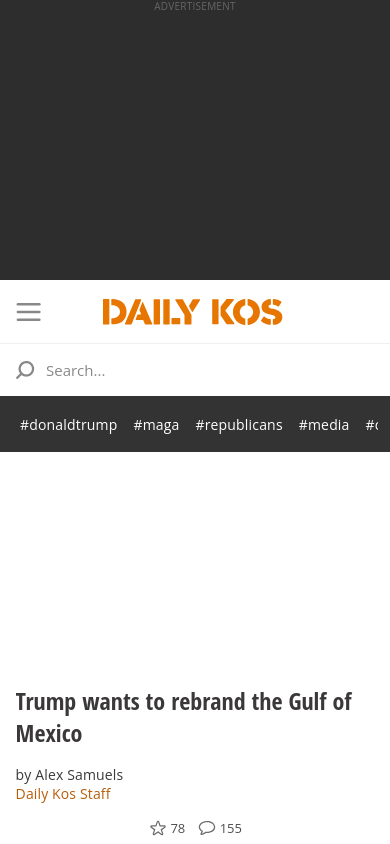 ADVERTISEMENT
DAILY KOS
Search...
#donaldtrump #maga #republicans #media
Trump wants to rebrand the Gulf of
Mexico
by Alex Samuels
Daily Kos Staff
78 155